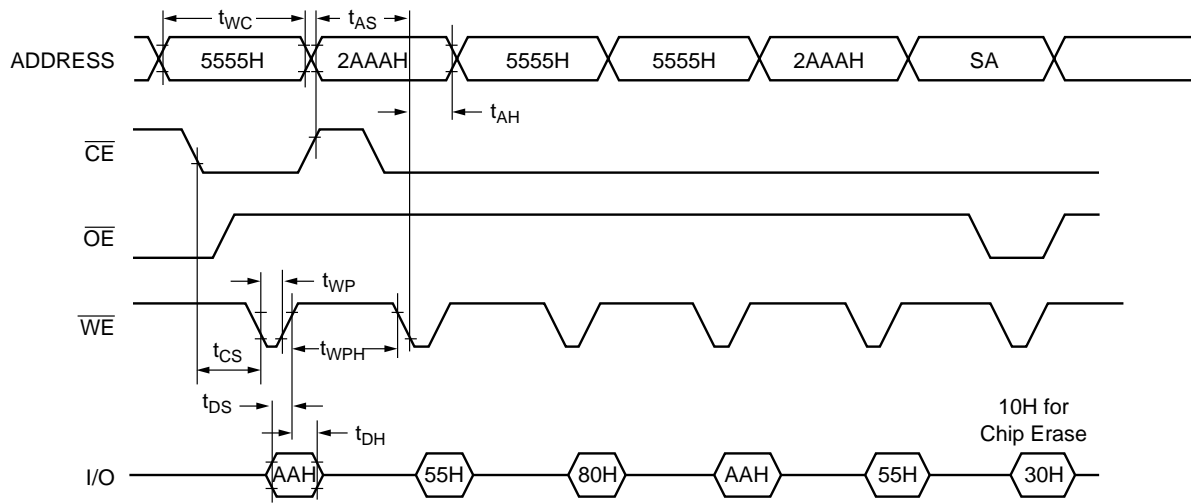 tWC tAS
ADDRESS 5555H 2AAAH 5555H 5555H 2AAAH SA
tAH
CE
OE
tWP
WE
tCS tWPH
tDS
tDH
10H for
Chip Erase
I/O AAH 55H 80H AAH 55H 30H